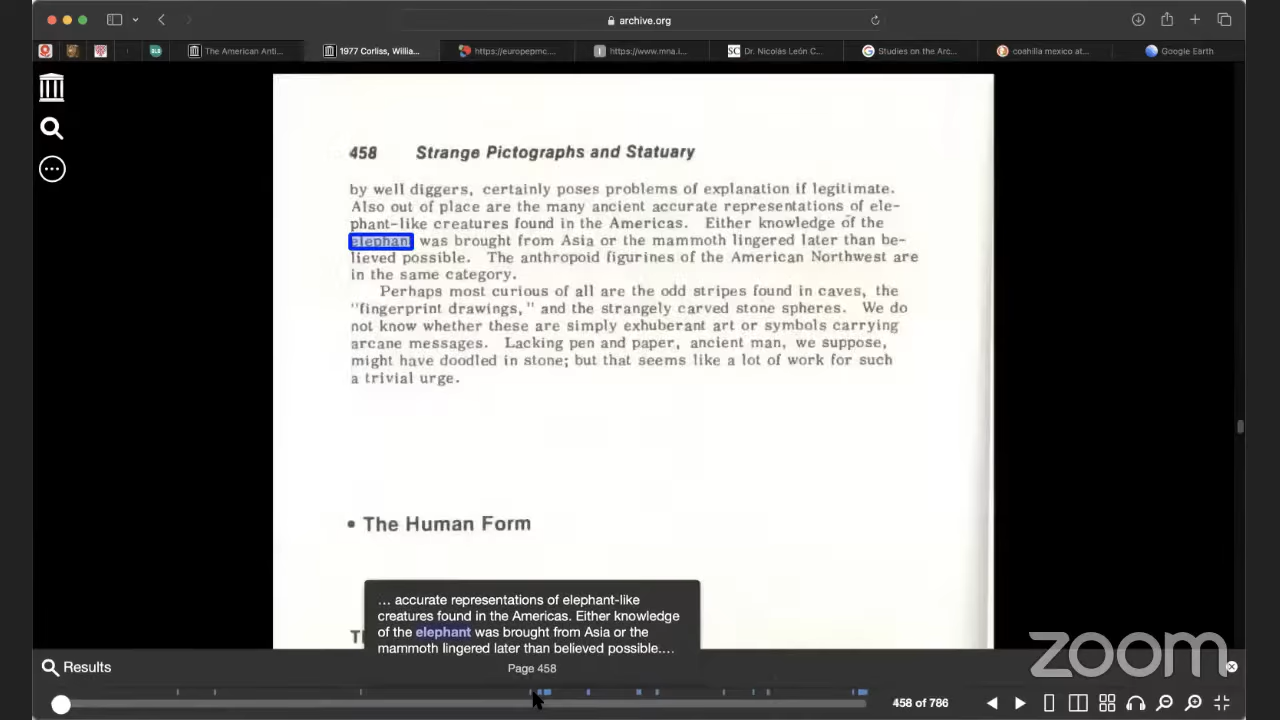 archive.org
The American Anti...
1977 Corliss, Willia...
https://europepmc....
https://www.mna.i...
SC Dr. Nicolás León C...
Studies on the Arc...
coahilla mexico at...
Google Earth
458 Strange Pictographs and Statuary
by well diggers, certainly poses problems of explanation if legitimate.
Also out of place are the many ancient accurate representations of ele-
phant-like creatures found in the Americas. Either knowledge of the
elephant was brought from Asia or the mammoth lingered later than be-
lieved possible. The anthropoid figurines of the American Northwest are
in the same category.
Perhaps most curious of all are the odd stripes found in caves, the
"fingerprint drawings," and the strangely carved stone spheres. We do
not know whether these are simply exhuberant art or symbols carrying
arcane messages. Lacking pen and paper, ancient man, we suppose,
might have doodled in stone; but that seems like a lot of work for such
a trivial urge.
• The Human Form
... accurate representations of elephant-like
creatures found in the Americas. Either knowledge
of the elephant was brought from Asia or the
mammoth lingered later than believed possible....
Page 458
zoom
Results
458 of 786